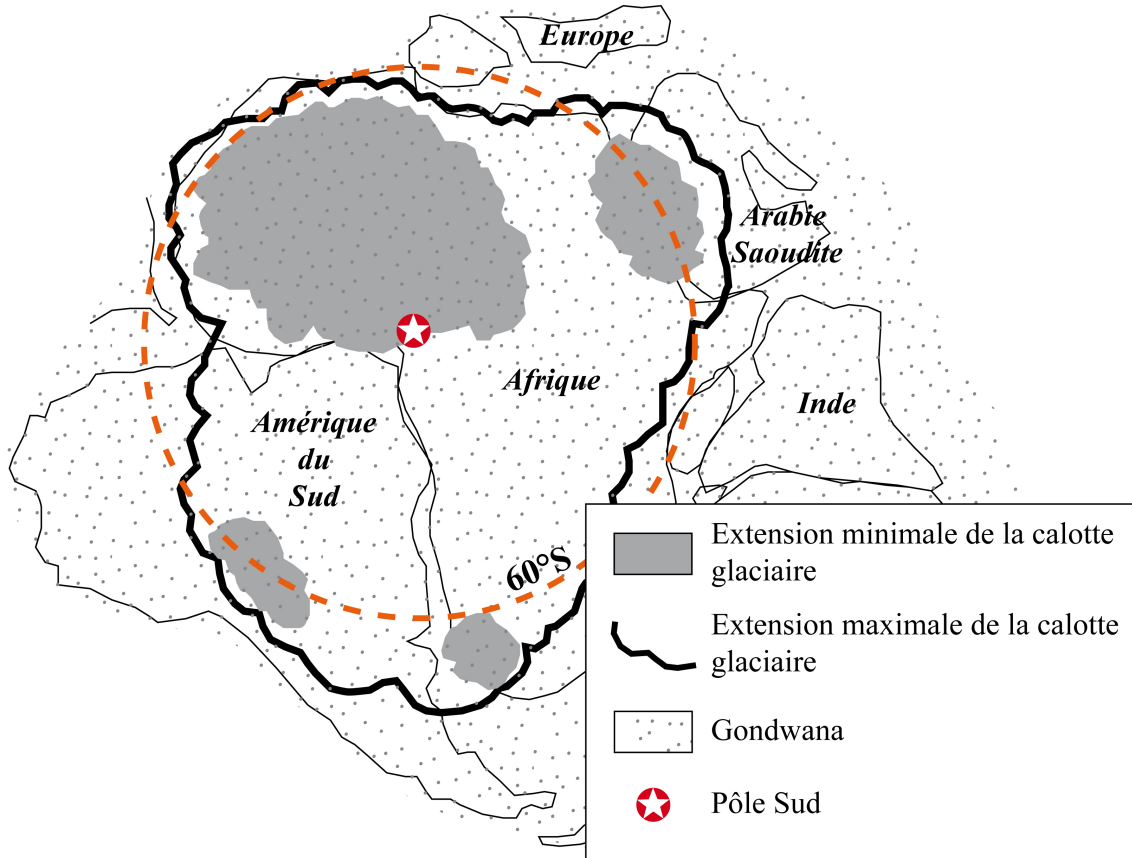 Europe
Arabie
Saoudite
Afrique
Inde
Amérique
du
Sud
60°S
Extension minimale de la calotte
glaciaire
Extension maximale de la calotte
glaciaire
Gondwana
Pôle Sud